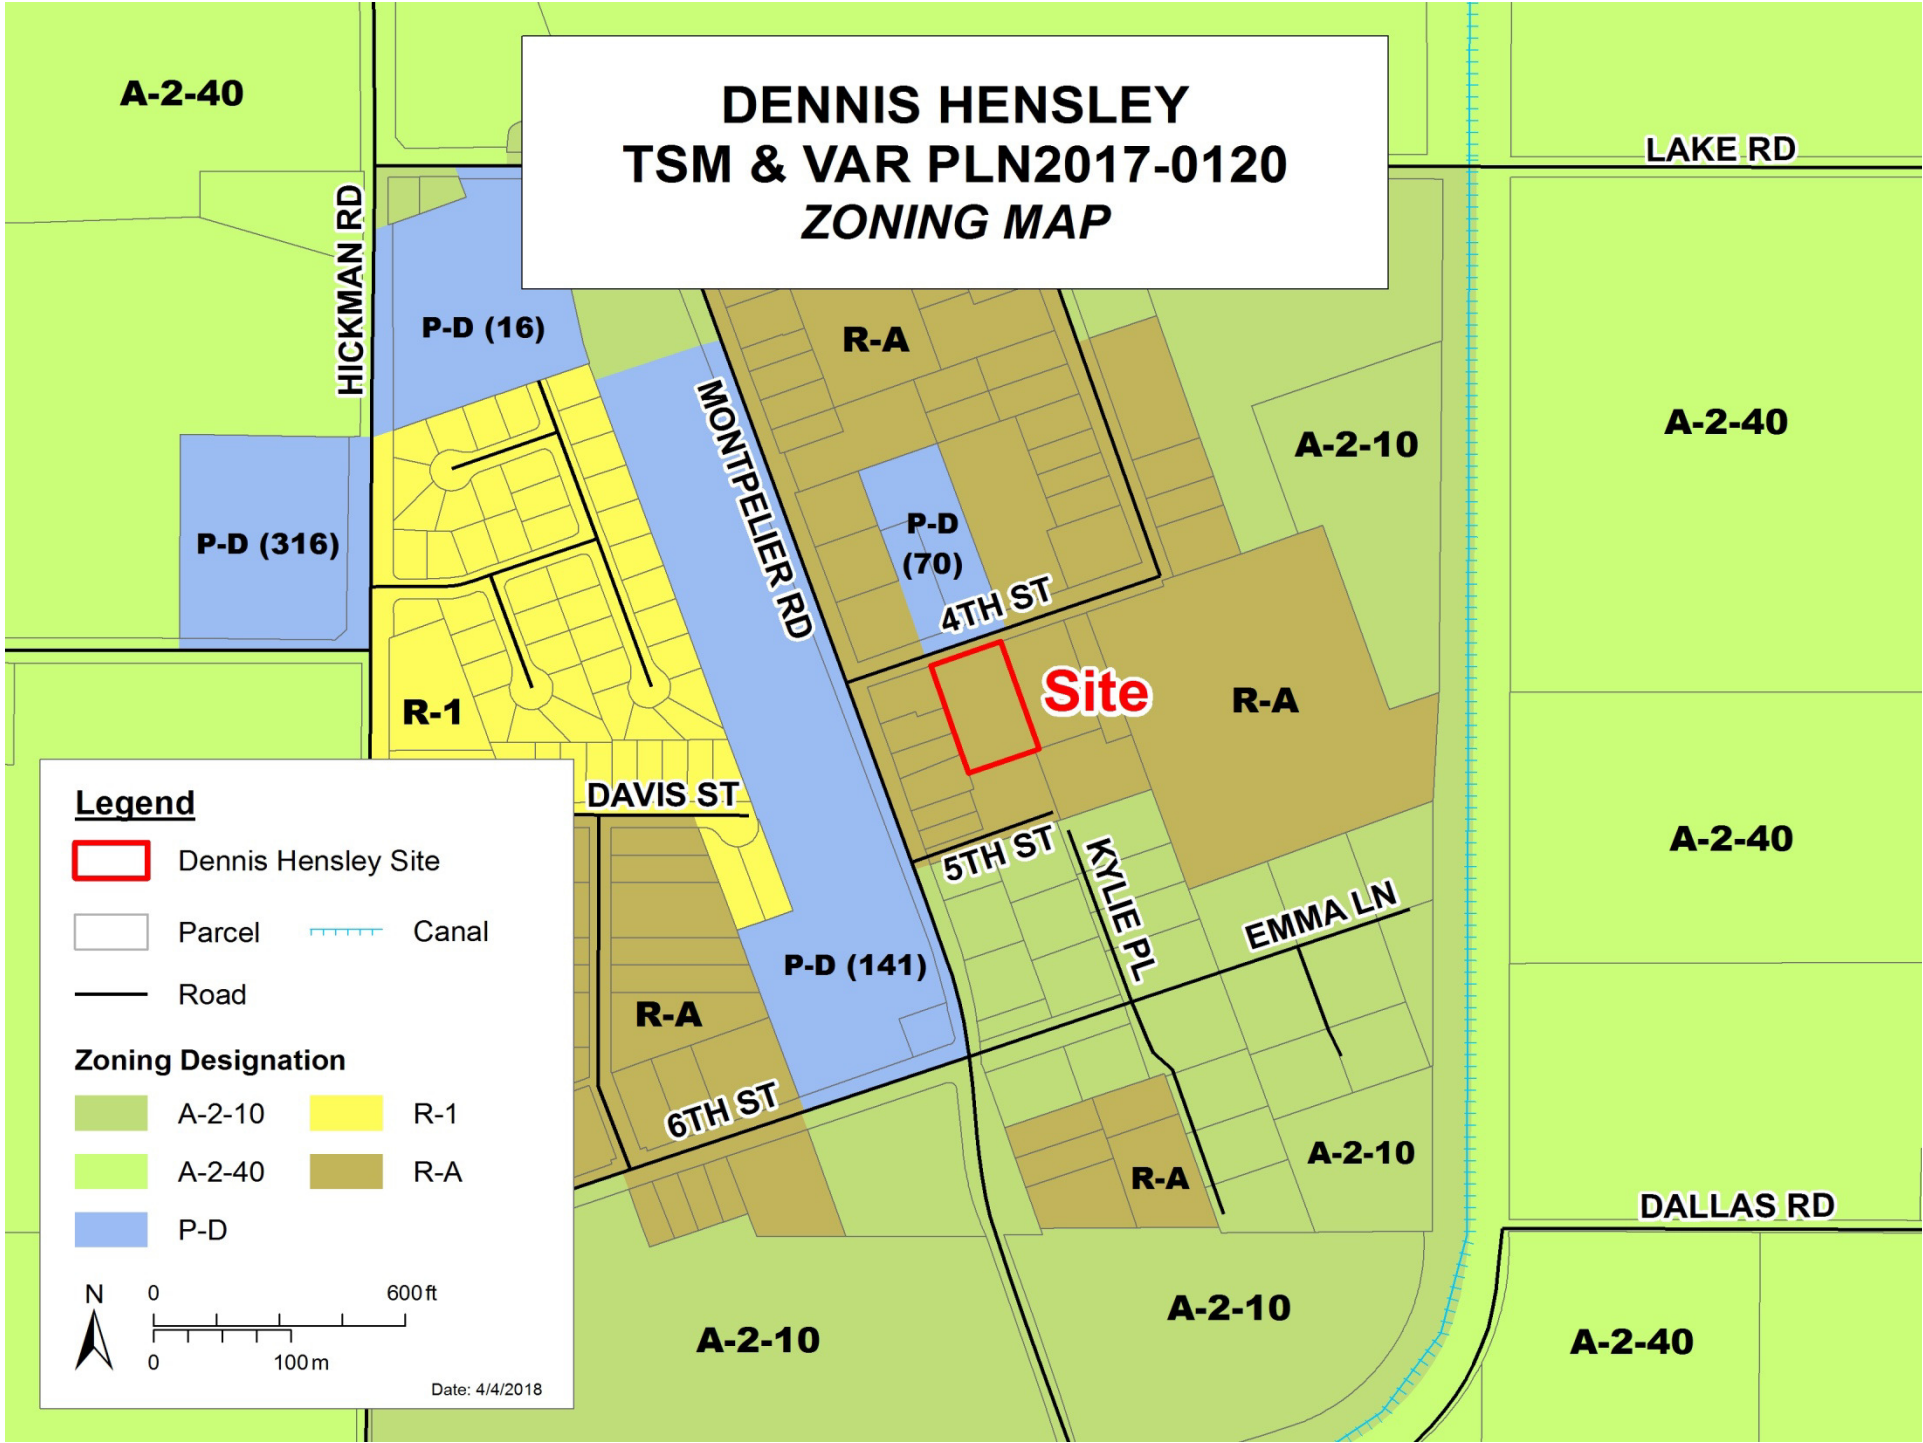 DENNIS HENSLEY
TSM & VAR PLN2017-0120
ZONING MAP
A-2-40
LAKE RD
HICKMAN RD
P-D (16)
R-A
MONTPELIER RD
A-2-10
A-2-40
P-D (316)
P-D
(70)
4TH ST
Site
R-A
R-1
DAVIS ST
5TH ST
KYLIE PL
EMMA LN
A-2-40
P-D (141)
R-A
6TH ST
R-A
A-2-10
DALLAS RD
A-2-10
A-2-10
A-2-40
Legend
Dennis Hensley Site
Parcel
Canal
Road
Zoning Designation
A-2-10
R-1
A-2-40
R-A
P-D
N
0
600 ft
0
100 m
Date: 4/4/2018